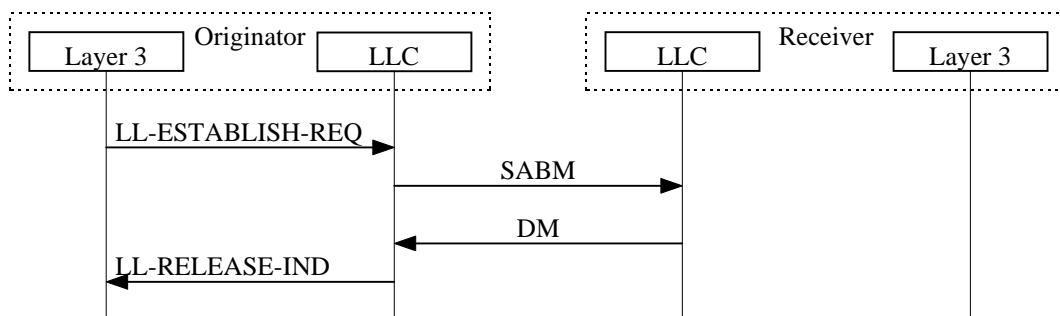 Originator
Receiver
Layer 3
LLC
LLC
Layer 3
LL-ESTABLISH-REQ
SABM
DM
LL-RELEASE-IND